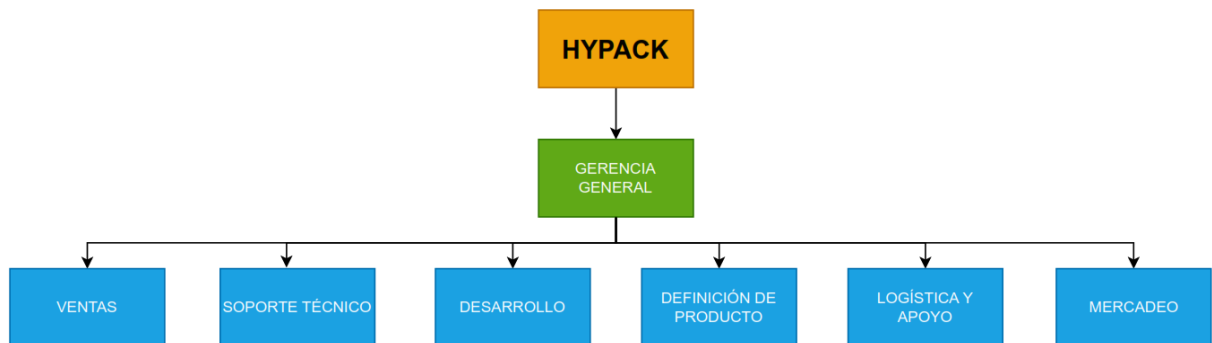 HYPACK
GERENCIA
GENERAL
VENTAS
SOPORTE TÉCNICO
DESARROLLO
DEFINICIÓN DE
PRODUCTO
LOGÍSTICA Y
APOYO
MERCADEO